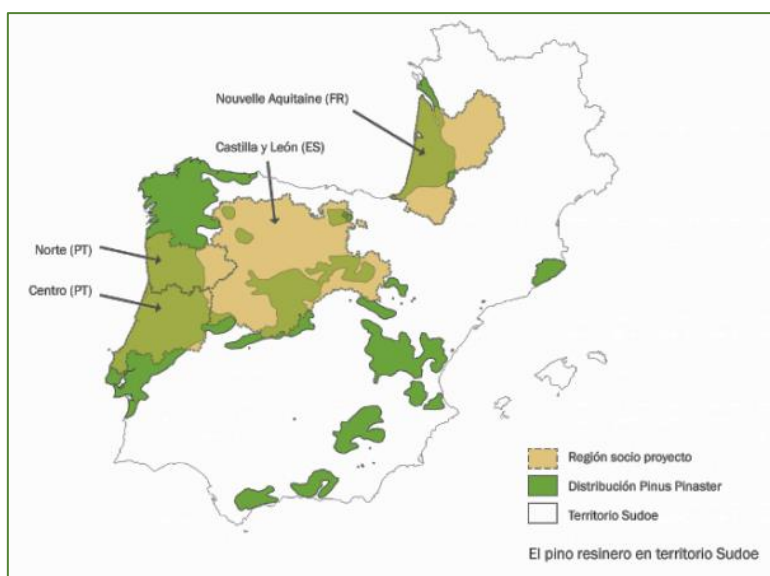 Nouvelle Aquitaine (FR)
Castilla y León (ES)
Norte (PT)
Centro (PT)
Región socio proyecto
Distribución Pinus Pinaster
Territorio Sudoe
El pino resinero en territorio Sudoe